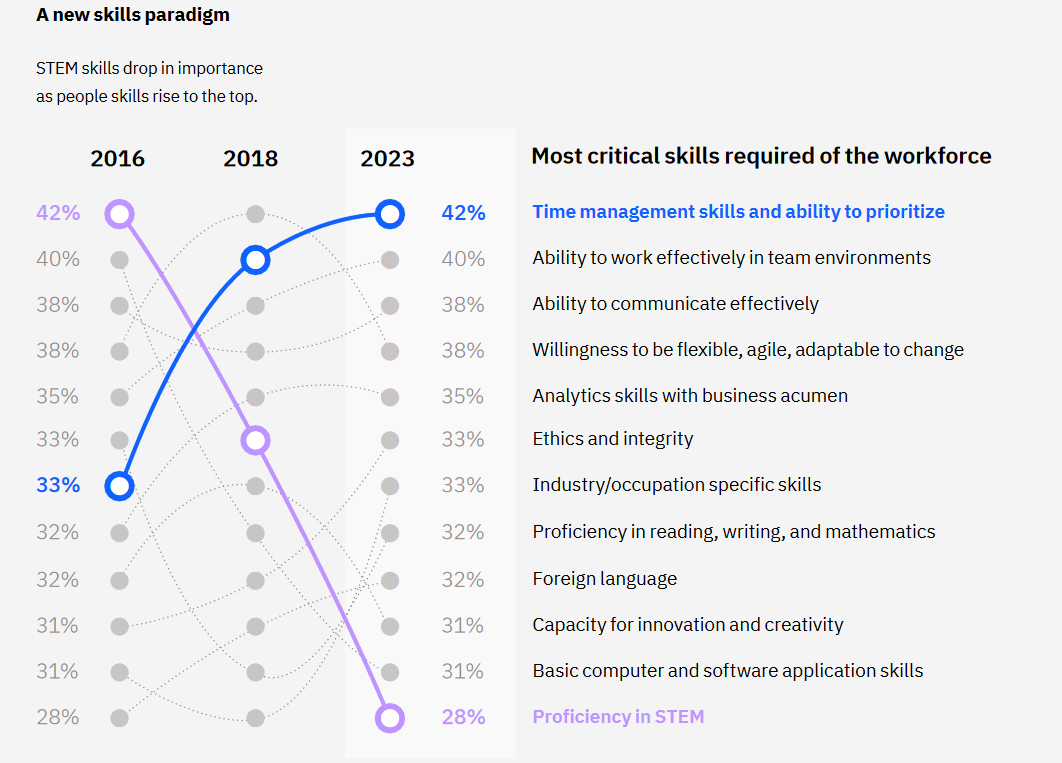 A new skills paradigm
STEM skills drop in importance
as people skills rise to the top.
2016 2018 2023 Most critical skills required of the workforce
42% 42% Time management skills and ability to prioritize
40% 40% Ability to work effectively in team environments
38% 38% Ability to communicate effectively
38% 38% Willingness to be flexible, agile, adaptable to change
35% 35% Analytics skills with business acumen
33% 33% Ethics and integrity
33% 33% Industry/occupation specific skills
32% 32% Proficiency in reading, writing, and mathematics
32% 32% Foreign language
31% 31% Capacity for innovation and creativity
31% 31% Basic computer and software application skills
28% 28% Proficiency in STEM